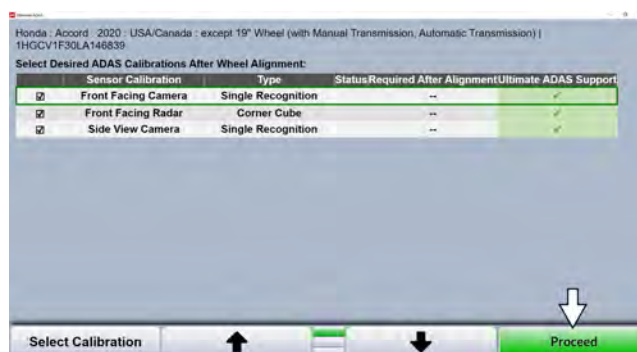 Honda : Accord : 2020 : USA/Canada : except 19" Wheel (with Manual Transmission, Automatic Transmission) |
1HGCV1F30LA146839
Select Desired ADAS Calibrations After Wheel Alignment:
Sensor Calibration Type Status Required After Alignment Ultimate ADAS Support
Front Facing Camera Single Recognition --
Front Facing Radar Corner Cube --
Side View Camera Single Recognition --
Select Calibration Proceed